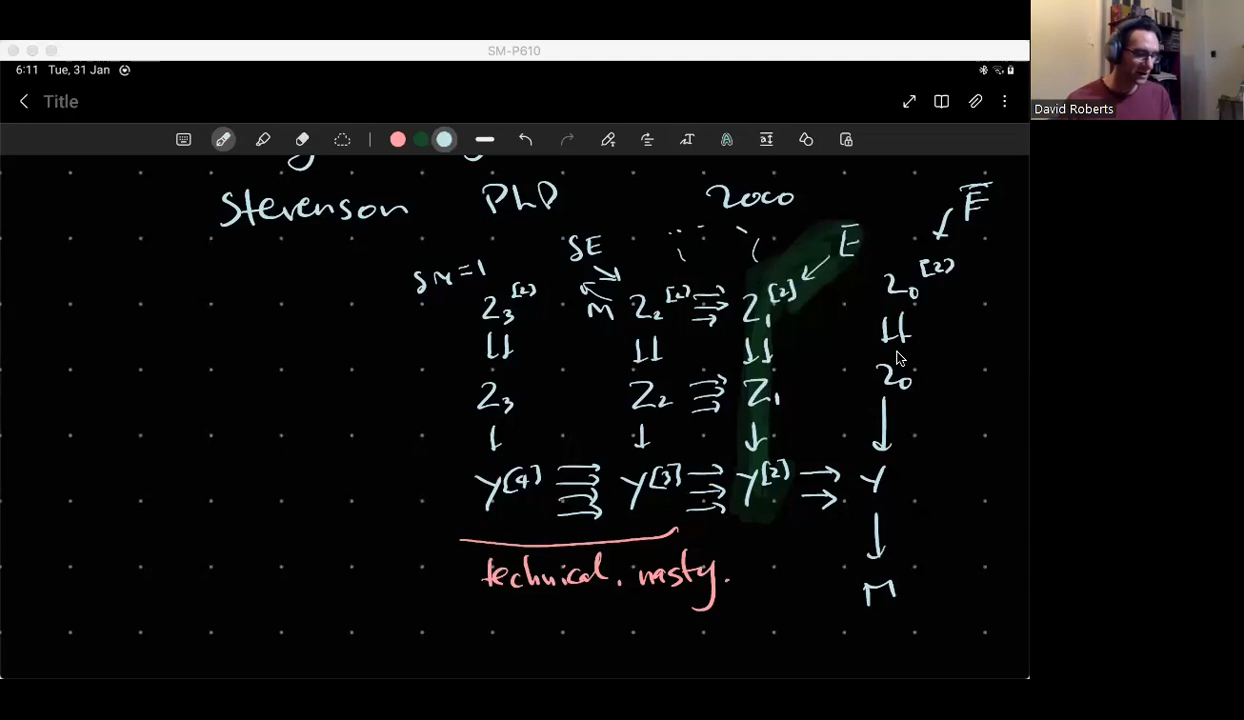 SM-P610
6:11 Tue, 31 Jan
Title
David Roberts
Stevenson PhD 2000
F
SE E
δM=1
Z₃^[2] M Z₂^[2] Z₁^[2] Z₀^[2]
Z₃ Z₂ Z₁ Z₀
Y^[4] Y^[3] Y^[2] Y
technical, nasty.
M